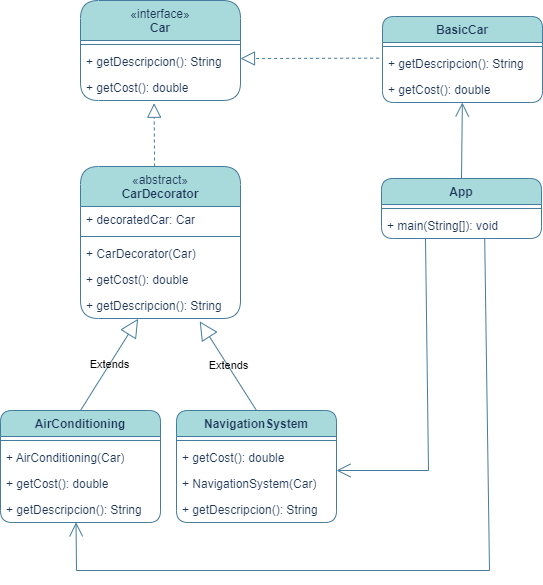 «interface»
Car
+ getDescripcion(): String
+ getCost(): double
BasicCar
+ getDescripcion(): String
+ getCost(): double
«abstract»
CarDecorator
+ decoratedCar: Car
+ CarDecorator(Car)
+ getCost(): double
+ getDescripcion(): String
App
+ main(String[]): void
Extends
Extends
AirConditioning
+ AirConditioning(Car)
+ getCost(): double
+ getDescripcion(): String
NavigationSystem
+ getCost(): double
+ NavigationSystem(Car)
+ getDescripcion(): String